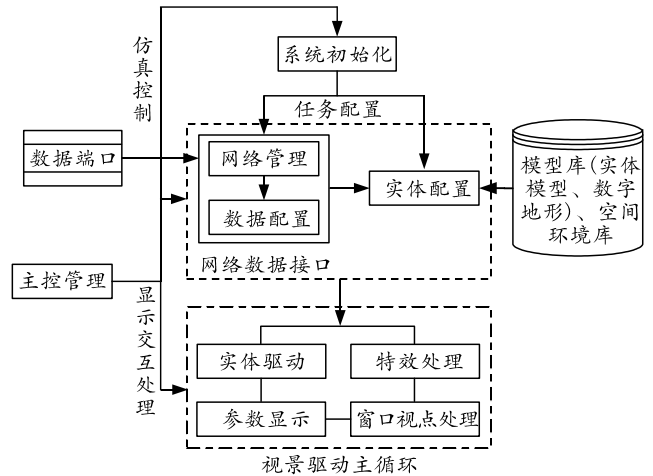 仿真控制
系统初始化
任务配置
数据端口
网络管理
数据配置
实体配置
模型库(实体
模型、数字
地形)、空间
环境库
网络数据接口
主控管理
显示交互处理
实体驱动
特效处理
参数显示
窗口视点处理
视景驱动主循环